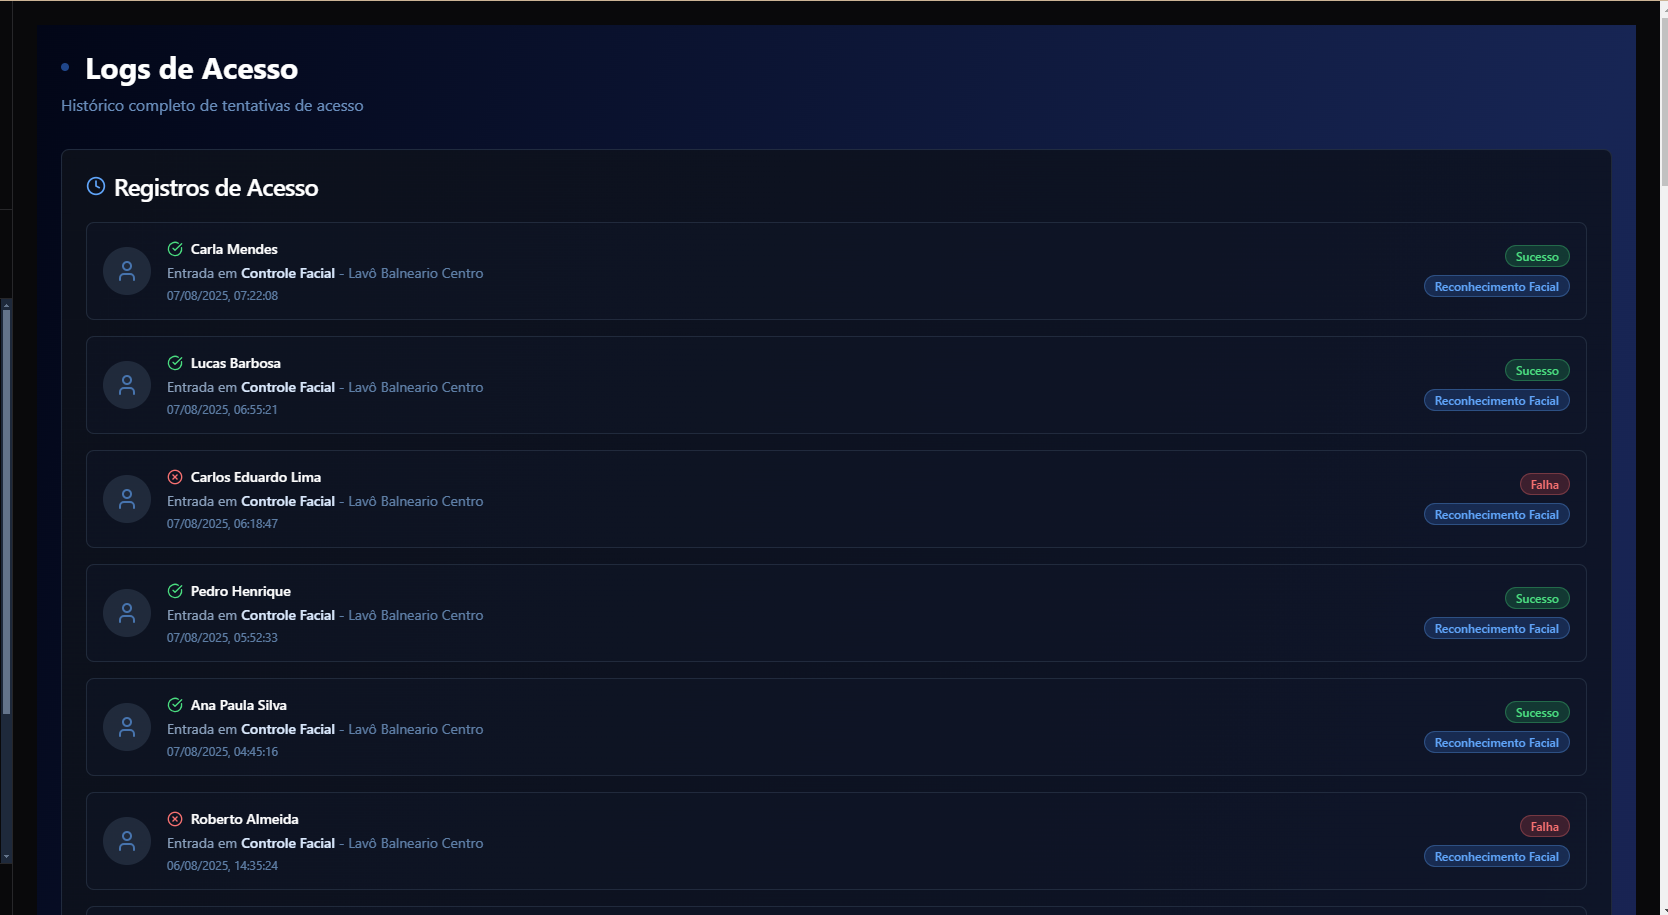 Logs de Acesso
Histórico completo de tentativas de acesso
Registros de Acesso
Carla Mendes
Entrada em Controle Facial - Lavô Balneario Centro
07/08/2025, 07:22:08
Sucesso
Reconhecimento Facial
Lucas Barbosa
Entrada em Controle Facial - Lavô Balneario Centro
07/08/2025, 06:55:21
Sucesso
Reconhecimento Facial
Carlos Eduardo Lima
Entrada em Controle Facial - Lavô Balneario Centro
07/08/2025, 06:18:47
Falha
Reconhecimento Facial
Pedro Henrique
Entrada em Controle Facial - Lavô Balneario Centro
07/08/2025, 05:52:33
Sucesso
Reconhecimento Facial
Ana Paula Silva
Entrada em Controle Facial - Lavô Balneario Centro
07/08/2025, 04:45:16
Sucesso
Reconhecimento Facial
Roberto Almeida
Entrada em Controle Facial - Lavô Balneario Centro
06/08/2025, 14:35:24
Falha
Reconhecimento Facial